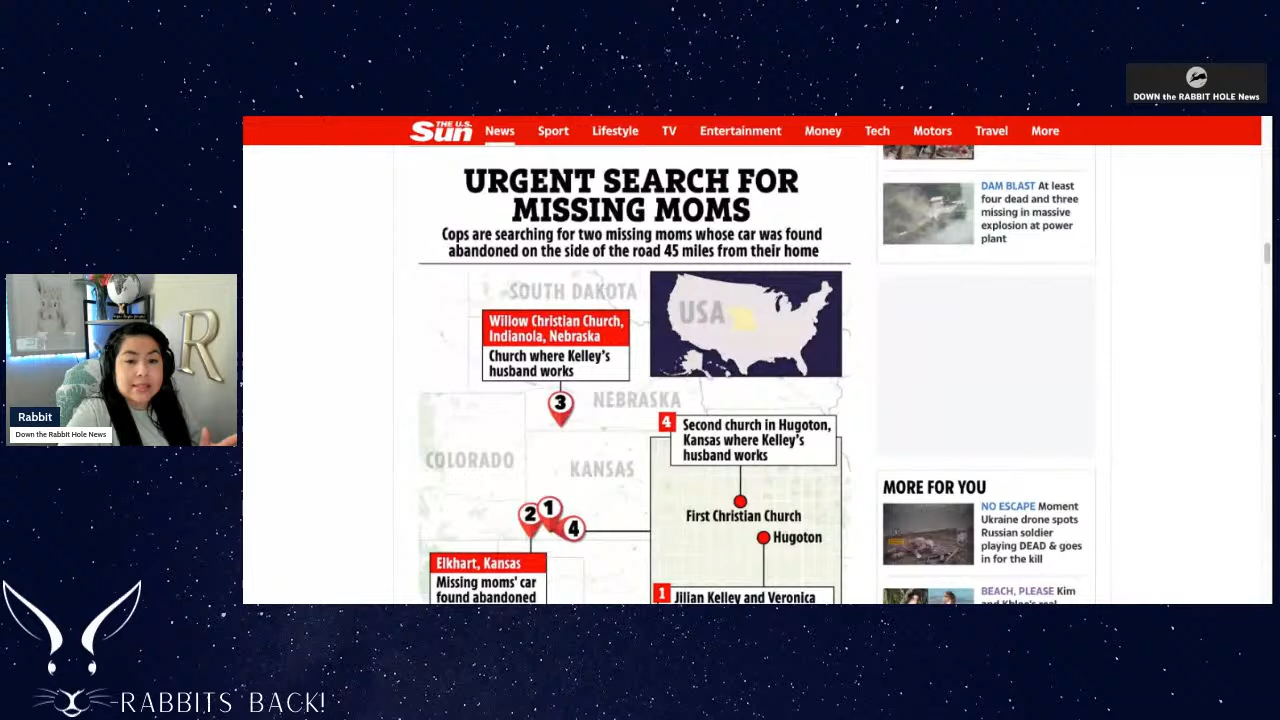 DOWN the RABBIT HOLE News
THE U.S.
Sun
News Sport Lifestyle TV Entertainment Money Tech Motors Travel More
URGENT SEARCH FOR
MISSING MOMS
Cops are searching for two missing moms whose car was found
abandoned on the side of the road 45 miles from their home
SOUTH DAKOTA
USA
Willow Christian Church,
Indianola, Nebraska
Church where Kelley's
husband works
3
NEBRASKA
4
Second church in Hugoton,
Kansas where Kelley's
husband works
COLORADO
KANSAS
2
1
4
First Christian Church
Hugoton
Elkhart, Kansas
Missing moms' car
found abandoned
1
Jilian Kelley and Veronica
DAM BLAST At least
four dead and three
missing in massive
explosion at power
plant
MORE FOR YOU
NO ESCAPE Moment
Ukraine drone spots
Russian soldier
playing DEAD & goes
in for the kill
BEACH, PLEASE Kim
and Khloe's real
R
Rabbit
Down the Rabbit Hole News
RABBITS BACK!